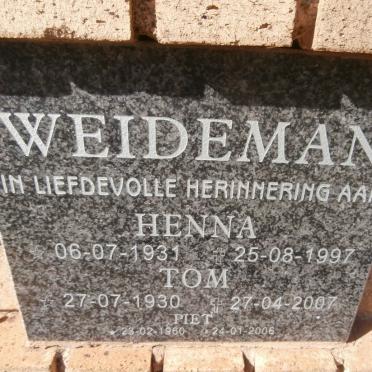 WEIDEMAN
IN LIEFDEVOLLE HERINNERING AAN
HENNA
☆ 06-07-1931 ✝ 25-08-1997
TOM
☆ 27-07-1930 ✝ 27-04-2007
PIET
23-02-1960 24-01-2006